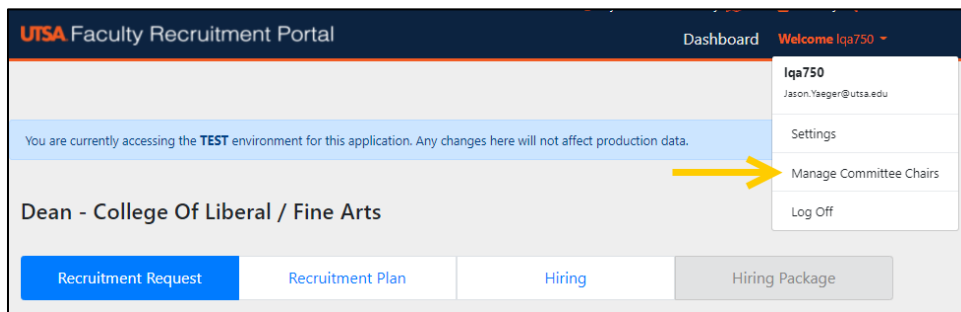 UTSA Faculty Recruitment Portal
Dashboard Welcome lqa750
lqa750
Jason.Yaeger@utsa.edu
Settings
Manage Committee Chairs
Log Off
You are currently accessing the TEST environment for this application. Any changes here will not affect production data.
Dean - College Of Liberal / Fine Arts
Recruitment Request
Recruitment Plan
Hiring
Hiring Package